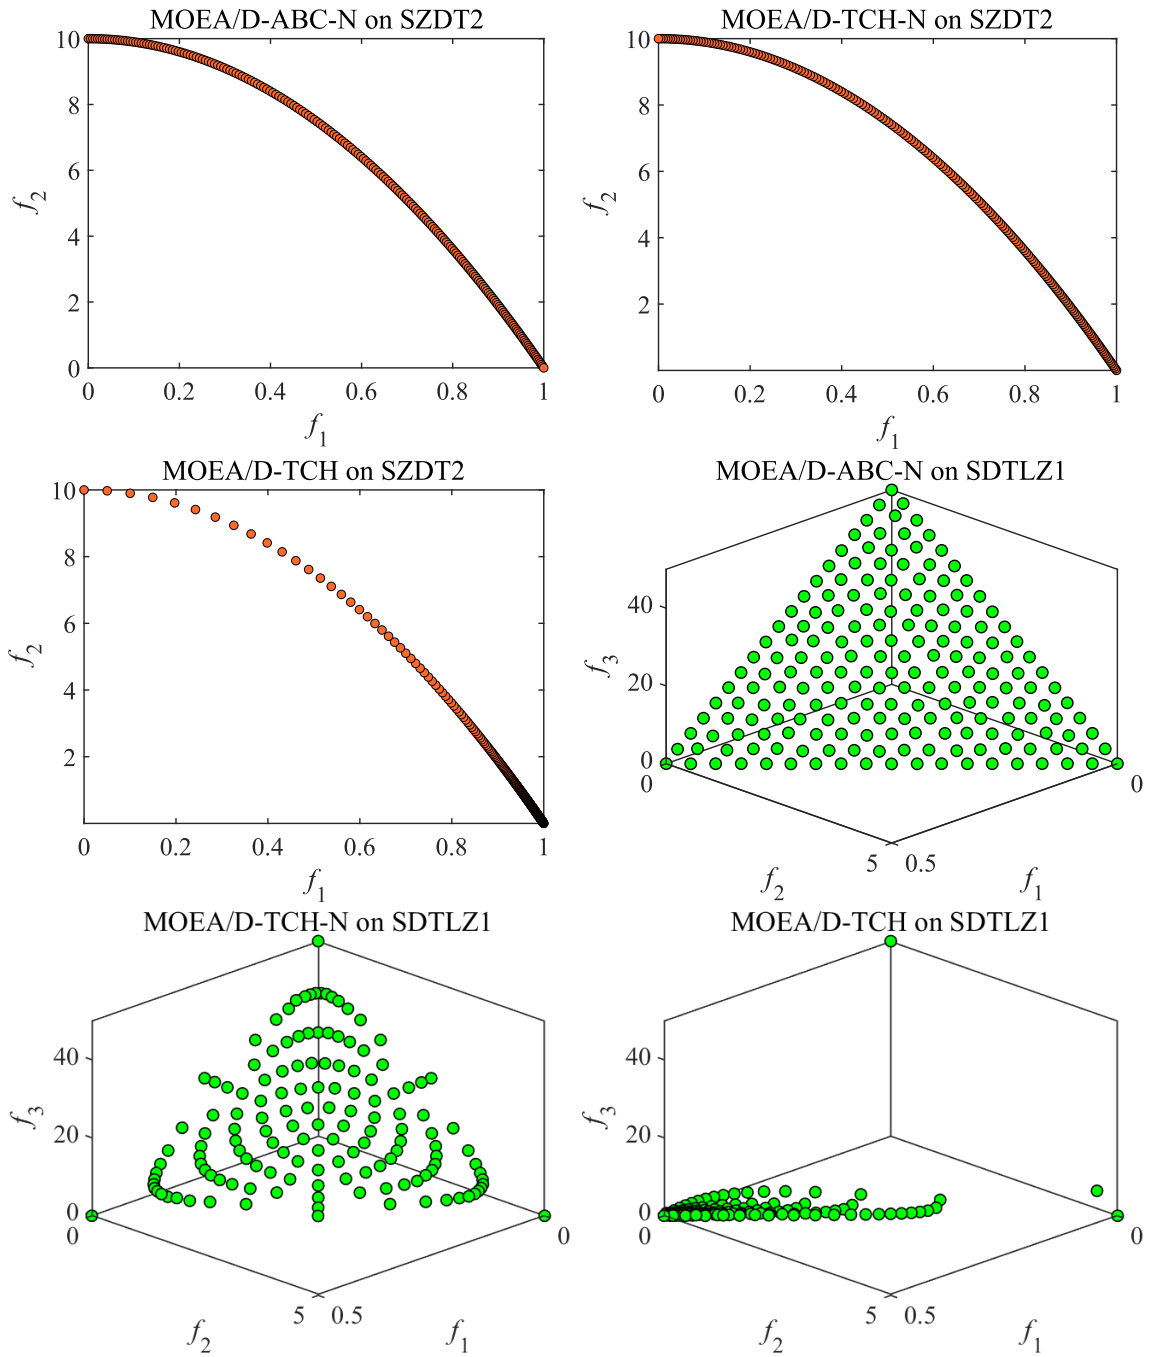 MOEA/D-ABC-N on SZDT2
MOEA/D-TCH-N on SZDT2
10
8
6
4
2
0
f2
0 0.2 0.4 0.6 0.8 1
f1
10
8
6
4
2
f2
0 0.2 0.4 0.6 0.8 1
f1
MOEA/D-TCH on SZDT2
MOEA/D-ABC-N on SDTLZ1
10
8
6
4
2
f2
0 0.2 0.4 0.6 0.8 1
f1
40
20
0
f3
0
5 0.5
0
f2
f1
MOEA/D-TCH-N on SDTLZ1
MOEA/D-TCH on SDTLZ1
40
20
0
f3
0
5 0.5
0
f2
f1
40
20
0
f3
0
5 0.5
0
f2
f1